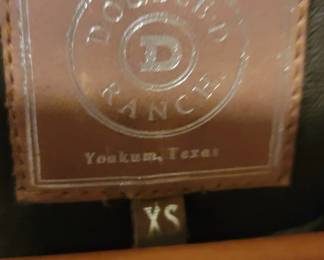 DOUBLE D
D
RANCH
Yoakum, Texas
XS